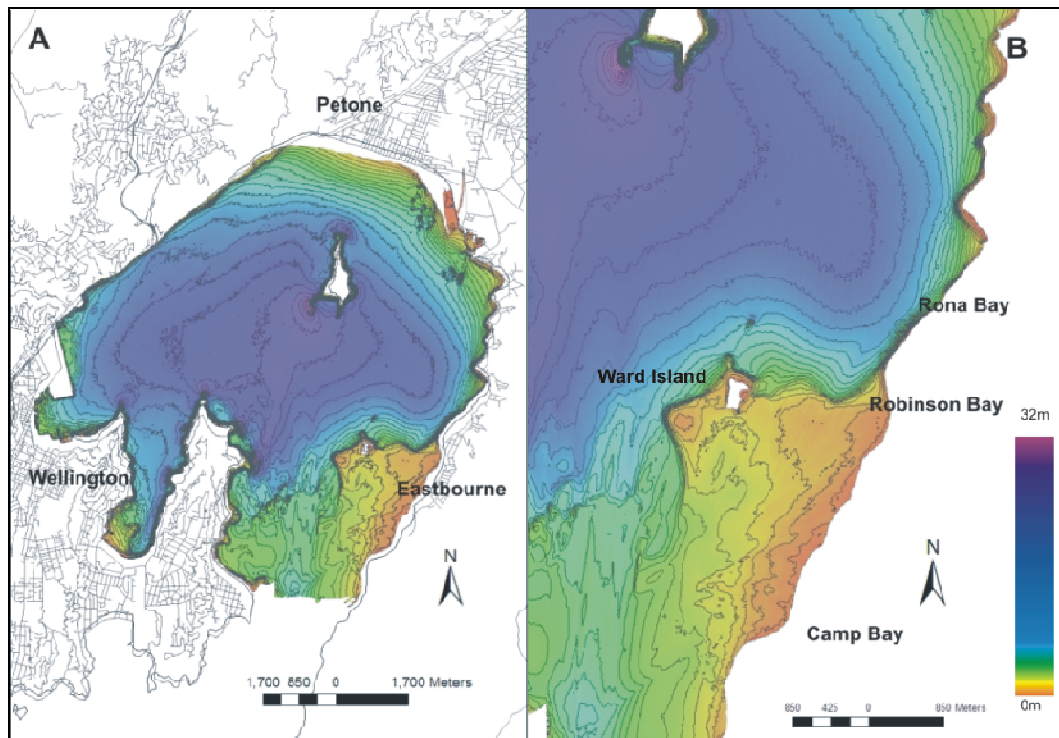 A
Petone
Wellington
Eastbourne
N
1,700 850 0 1,700 Meters
B
Rona Bay
Ward Island
Robinson Bay
32m
N
Camp Bay
0m
850 425 0 850 Meters